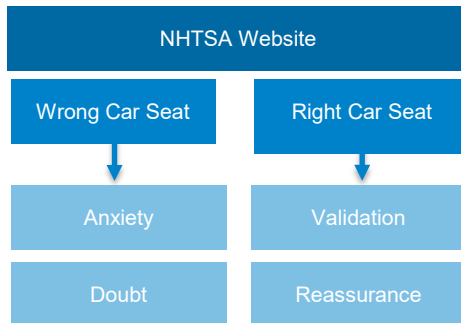 NHTSA Website
Wrong Car Seat
Right Car Seat
Anxiety
Validation
Doubt
Reassurance